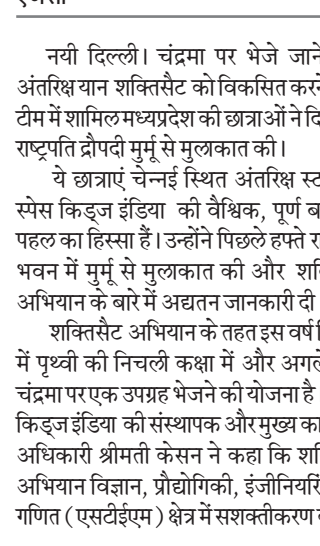 नयी दिल्ली। चंद्रमा पर भेजे जाने
अंतरिक्ष यान शक्तिसैट को विकसित करने
टीम में शामिल मध्यप्रदेश की छात्राओं ने दि
राष्ट्रपति द्रौपदी मुर्मू से मुलाकात की।
ये छात्राएं चेन्नई स्थित अंतरिक्ष स्ट
स्पेस किड्ज इंडिया की वैश्विक, पूर्ण ब
पहल का हिस्सा हैं। उन्होंने पिछले हफ्ते रा
भवन में मुर्मू से मुलाकात की और शक्ति
अभियान के बारे में अद्यतन जानकारी दी
शक्तिसैट अभियान के तहत इस वर्ष
में पृथ्वी की निचली कक्षा में और अगले
चंद्रमा पर एक उपग्रह भेजने की योजना है
किड्ज इंडिया की संस्थापक और मुख्य का
अधिकारी श्रीमती केसन ने कहा कि शक्ति
अभियान विज्ञान, प्रौद्योगिकी, इंजीनियरिं
गणित ( एसटीईएम ) क्षेत्र में सशक्तीकरण